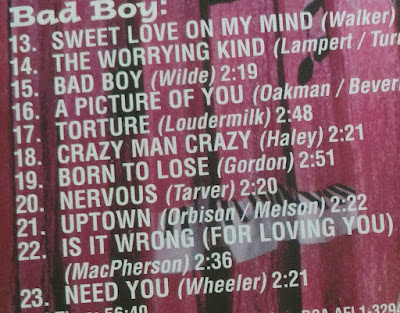 Bad Boy:
13. SWEET LOVE ON MY MIND (Walker)
14. THE WORRYING KIND (Lampert /
15. BAD BOY (Wilde) 2:19
16. A PICTURE OF YOU (Oakman /
17. TORTURE (Loudermilk) 2:48
18. CRAZY MAN CRAZY (Haley) 2:21
19. BORN TO LOSE (Gordon) 2:51
20. NERVOUS (Tarver) 2:20
21. UPTOWN (Orbison / Melson) 2:22
22. IS IT WRONG (FOR LOVING YOU)
(MacPherson) 2:36
23. NEED YOU (Wheeler) 2:21
56:40